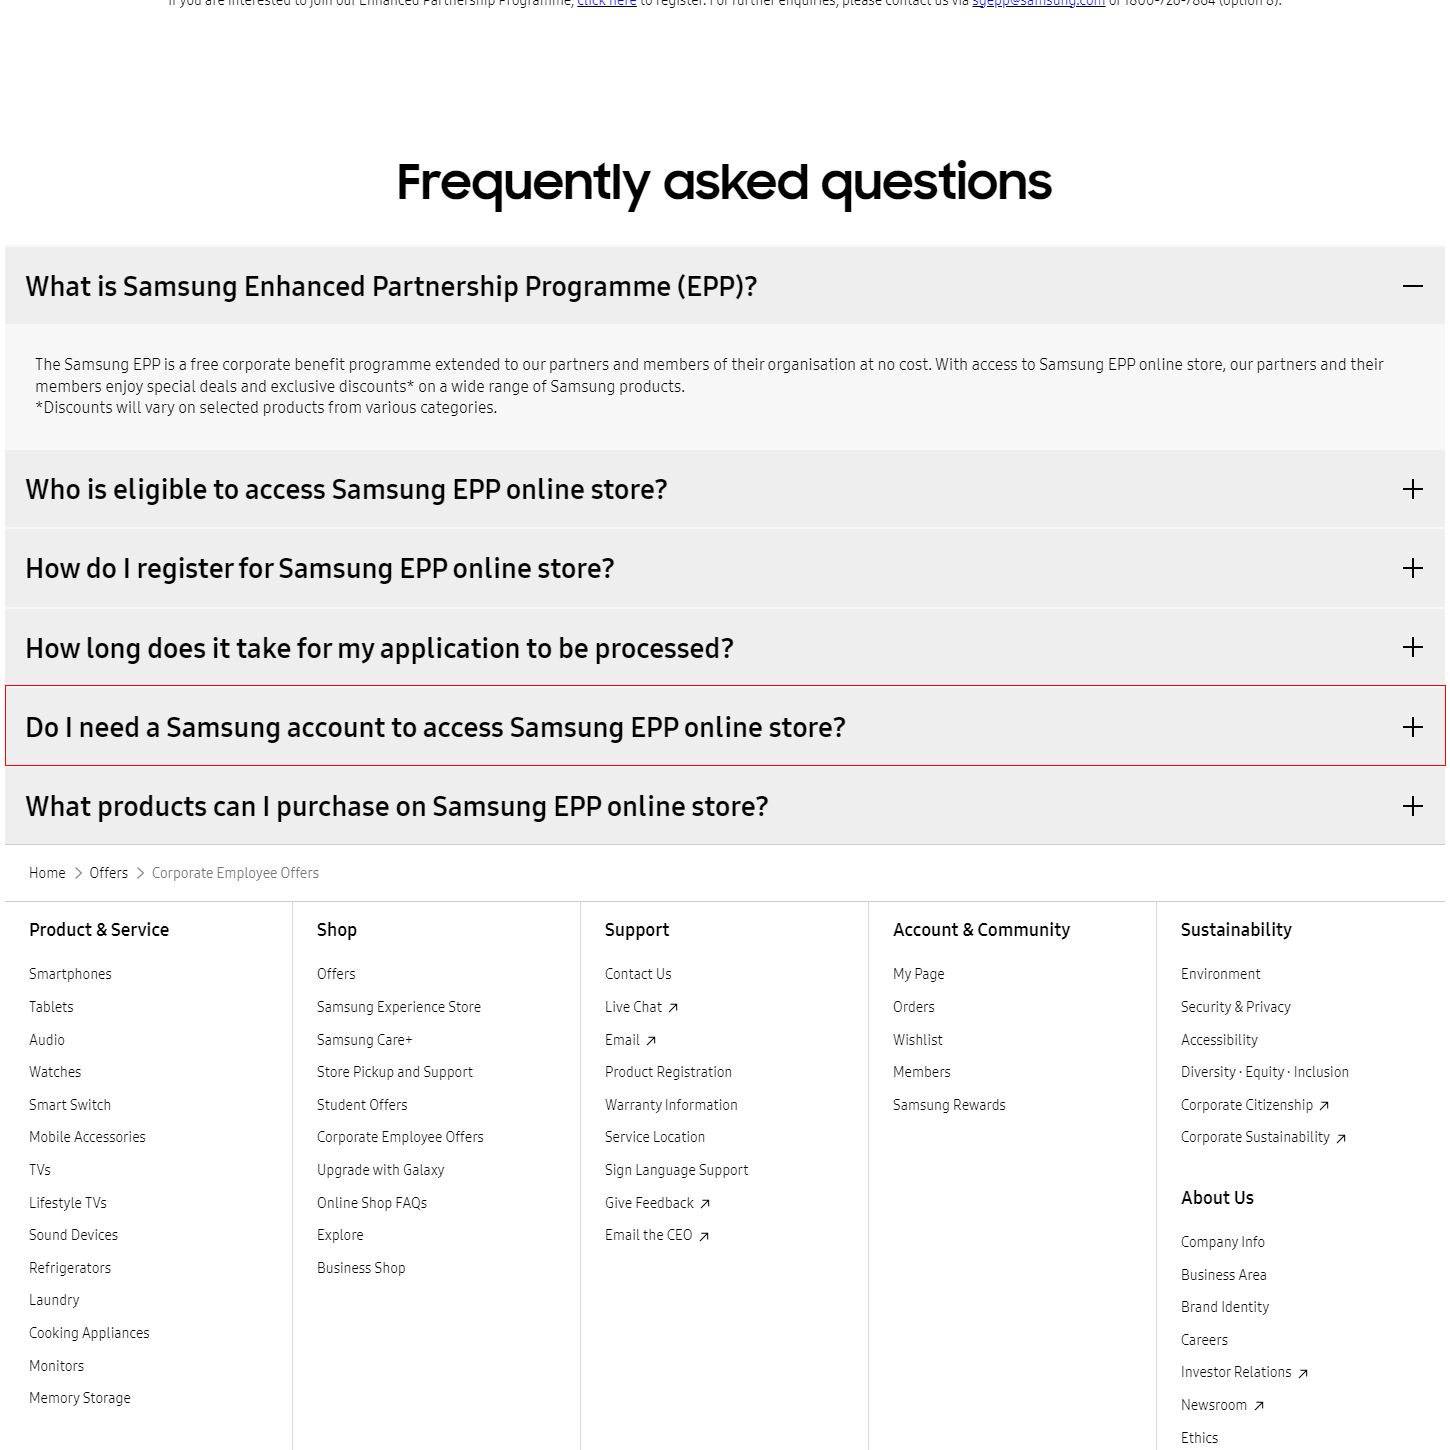 If you are interested to join our Enhanced Partnership Programme, click here to register. For further enquiries, please contact us via sgepp@samsung.com or 1800-726-7864 (option 8).
Frequently asked questions
What is Samsung Enhanced Partnership Programme (EPP)?
The Samsung EPP is a free corporate benefit programme extended to our partners and members of their organisation at no cost. With access to Samsung EPP online store, our partners and their
members enjoy special deals and exclusive discounts* on a wide range of Samsung products.
*Discounts will vary on selected products from various categories.
Who is eligible to access Samsung EPP online store?
How do I register for Samsung EPP online store?
How long does it take for my application to be processed?
Do I need a Samsung account to access Samsung EPP online store?
What products can I purchase on Samsung EPP online store?
Home > Offers > Corporate Employee Offers
Product & Service
Smartphones
Tablets
Audio
Watches
Smart Switch
Mobile Accessories
TVs
Lifestyle TVs
Sound Devices
Refrigerators
Laundry
Cooking Appliances
Monitors
Memory Storage
Shop
Offers
Samsung Experience Store
Samsung Care+
Store Pickup and Support
Student Offers
Corporate Employee Offers
Upgrade with Galaxy
Online Shop FAQs
Explore
Business Shop
Support
Contact Us
Live Chat
Email
Product Registration
Warranty Information
Service Location
Sign Language Support
Give Feedback
Email the CEO
Account & Community
My Page
Orders
Wishlist
Members
Samsung Rewards
Sustainability
Environment
Security & Privacy
Accessibility
Diversity · Equity · Inclusion
Corporate Citizenship
Corporate Sustainability
About Us
Company Info
Business Area
Brand Identity
Careers
Investor Relations
Newsroom
Ethics